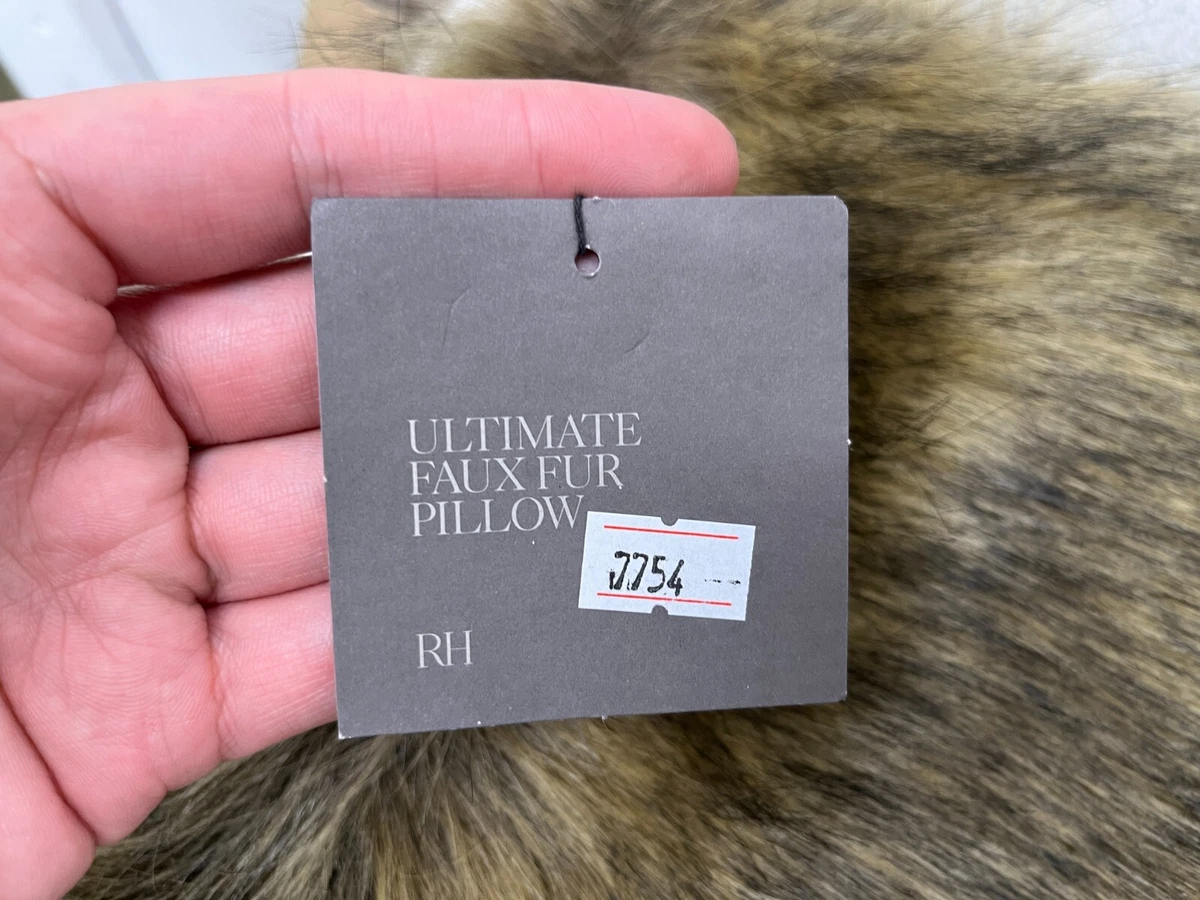 ULTIMATE
FAUX FUR
PILLOW
7754
RH